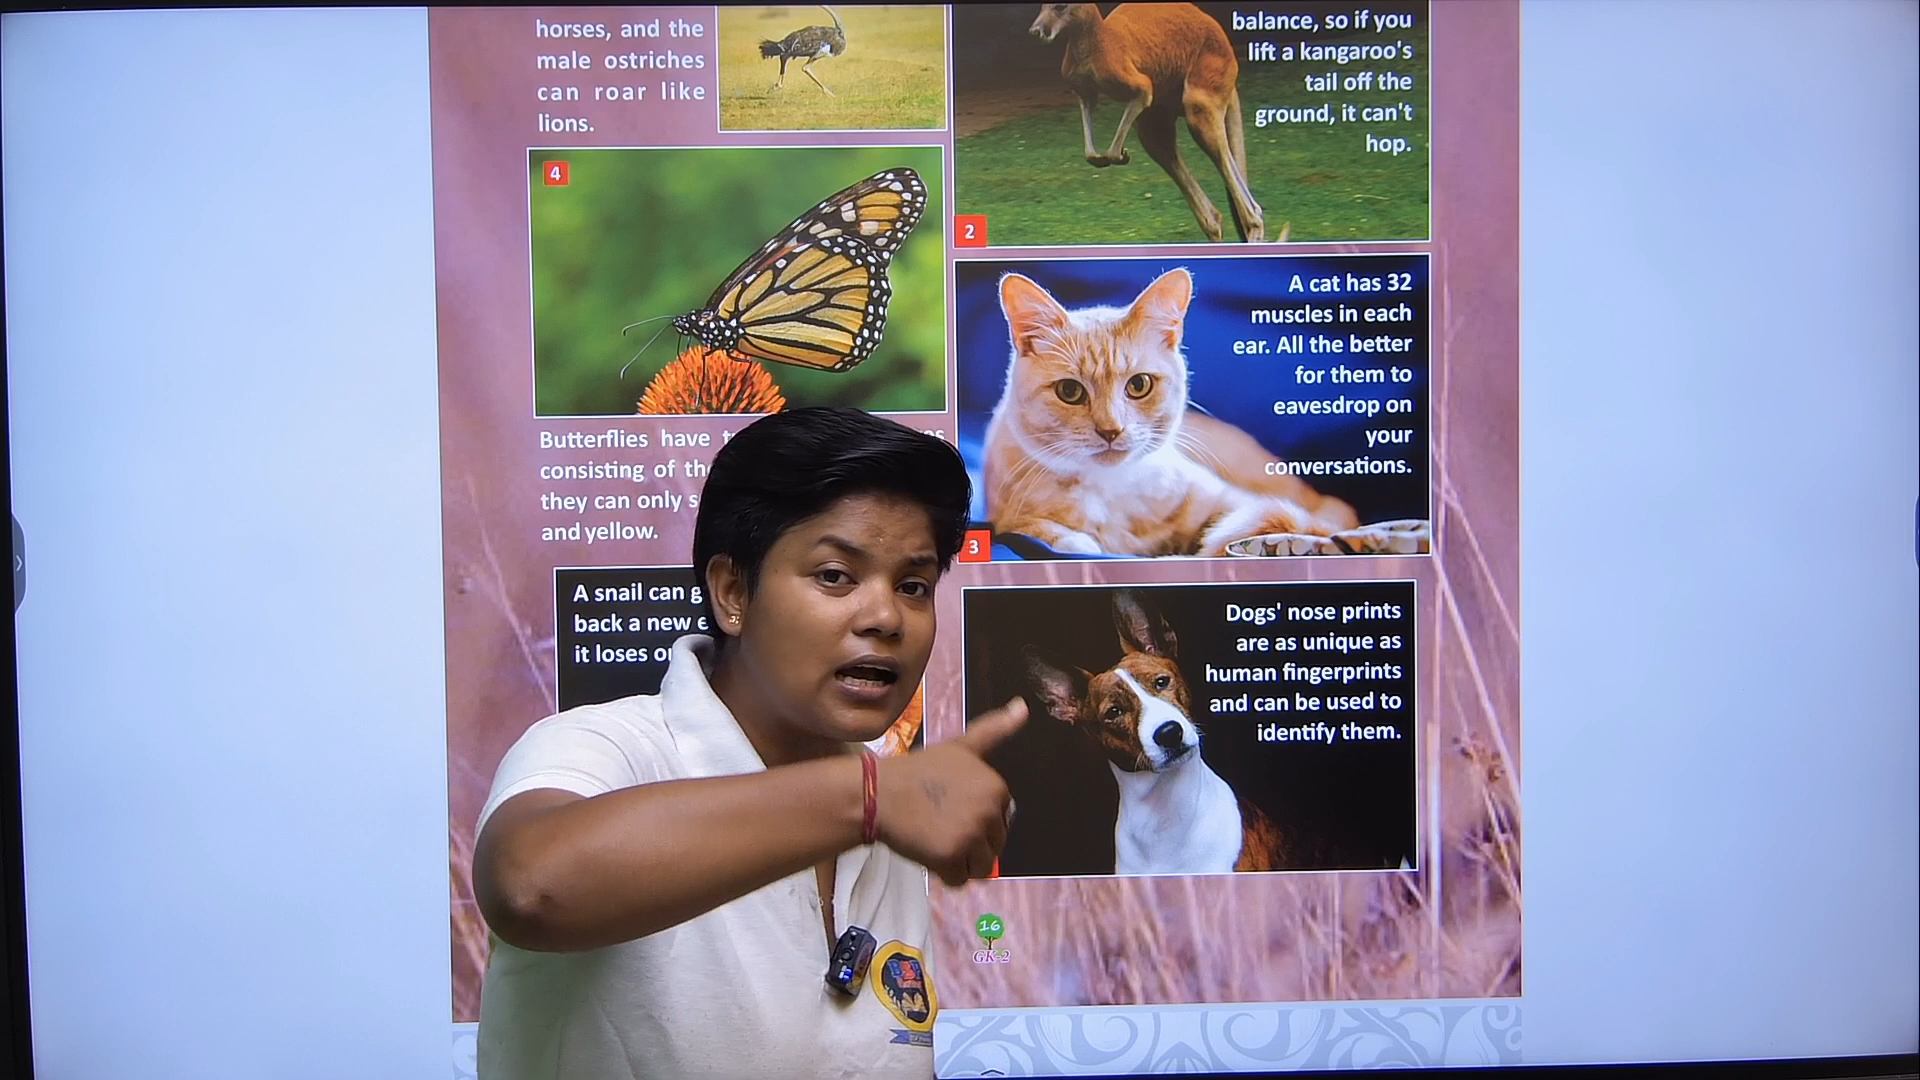 horses, and the
male ostriches
can roar like
lions.
balance, so if you
lift a kangaroo's
tail off the
ground, it can't
hop.
2
4
Butterflies have
consisting of
they can only
and yellow.
A cat has 32
muscles in each
ear. All the better
for them to
eavesdrop on
your
conversations.
3
A snail can
back a new
it loses
Dogs' nose prints
are as unique as
human fingerprints
and can be used to
identify them.
16
GK-2